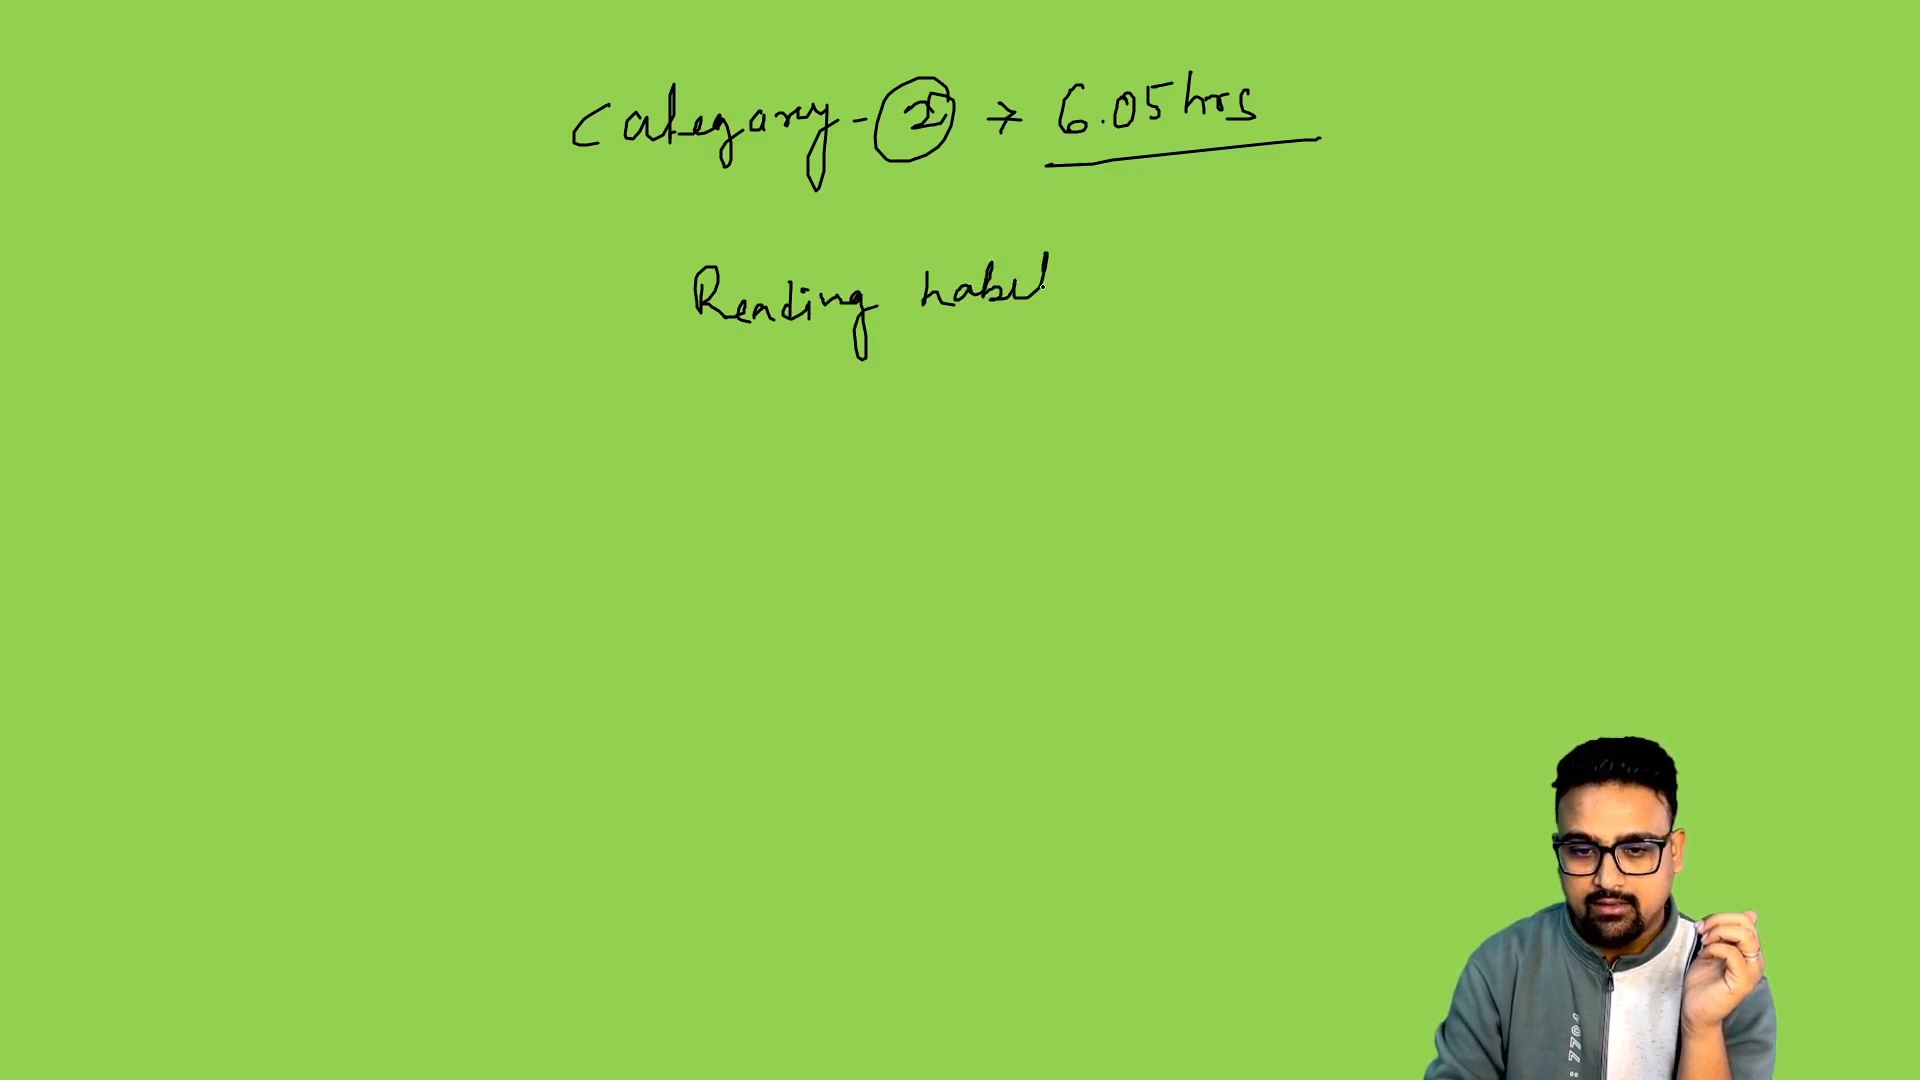 Category - ② → 6.05 hrs
Reading habit